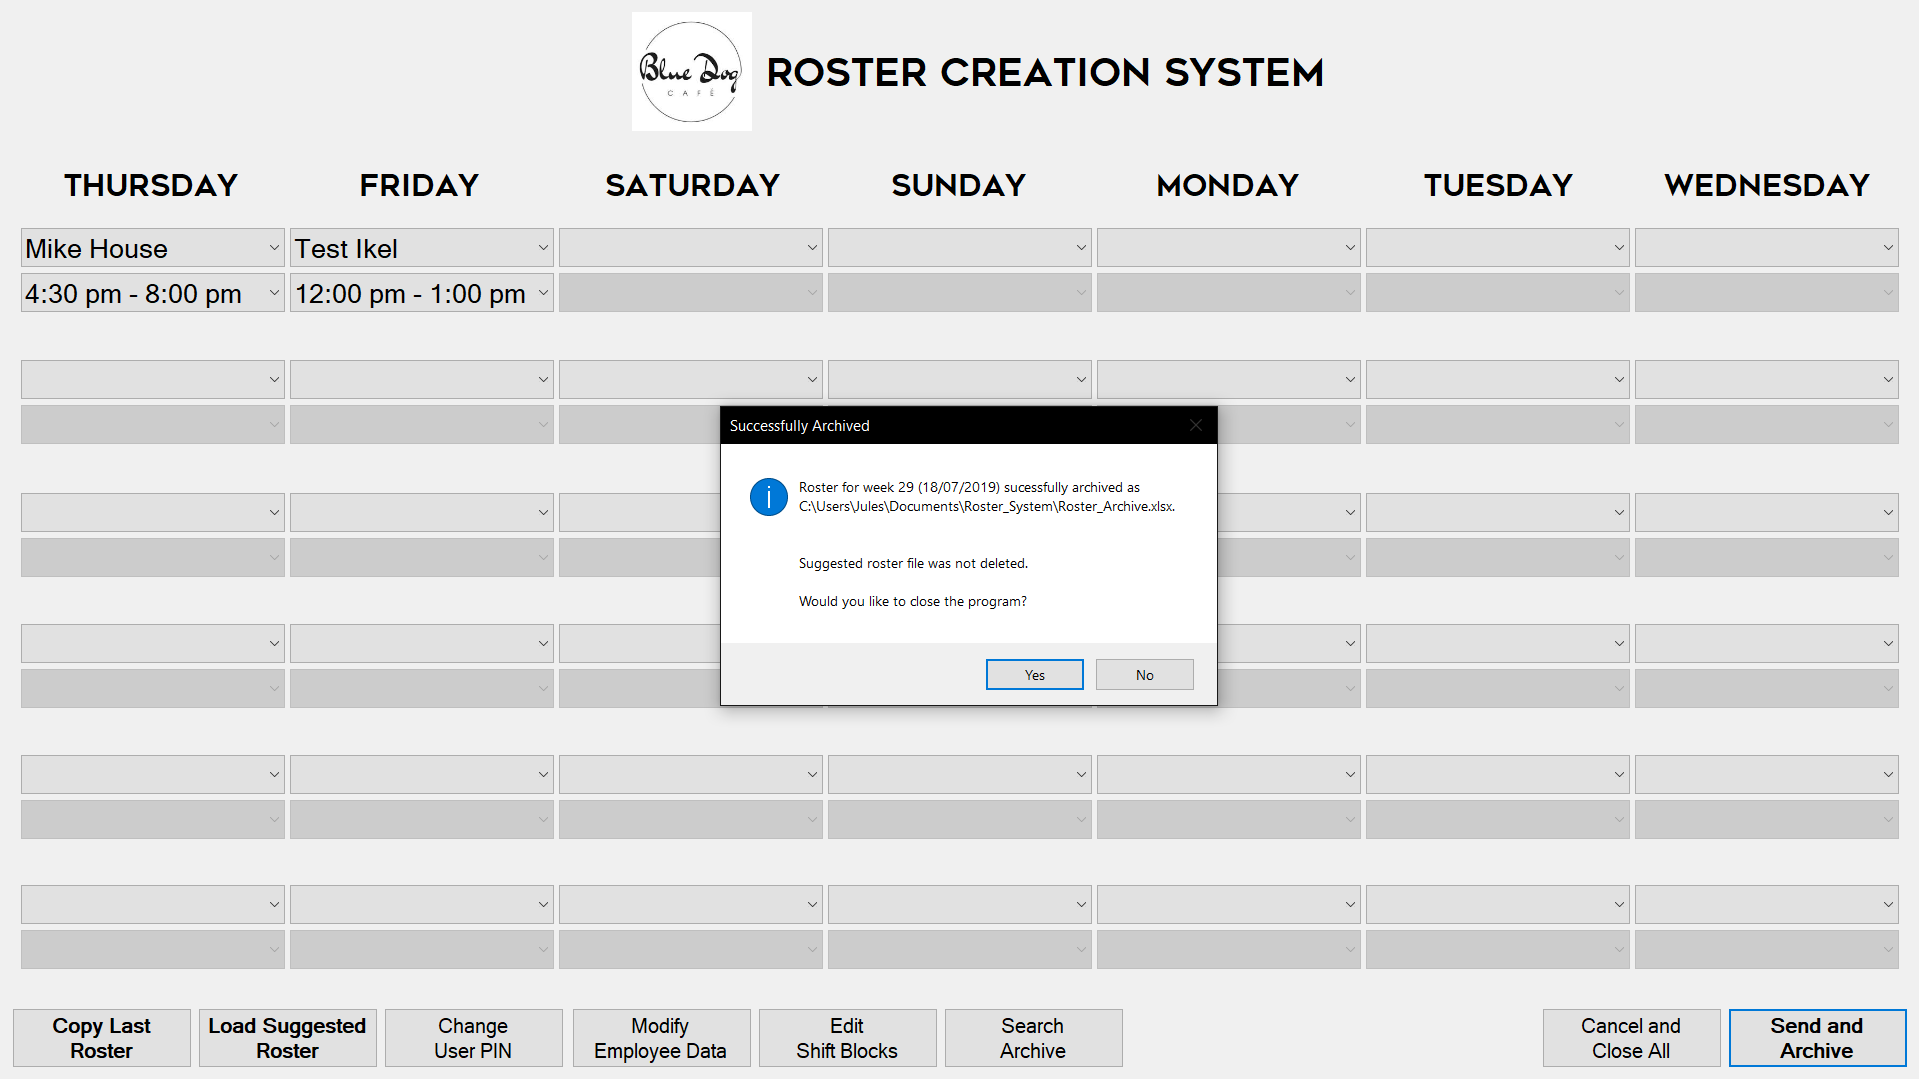 Blue Dog
CAFÉ
ROSTER CREATION SYSTEM
THURSDAY
FRIDAY
SATURDAY
SUNDAY
MONDAY
TUESDAY
WEDNESDAY
Mike House
Test Ikel
4:30 pm - 8:00 pm
12:00 pm - 1:00 pm
Successfully Archived
Roster for week 29 (18/07/2019) sucessfully archived as
C:\Users\Jules\Documents\Roster_System\Roster_Archive.xlsx.
Suggested roster file was not deleted.
Would you like to close the program?
Yes
No
Copy Last
Roster
Load Suggested
Roster
Change
User PIN
Modify
Employee Data
Edit
Shift Blocks
Search
Archive
Cancel and
Close All
Send and
Archive